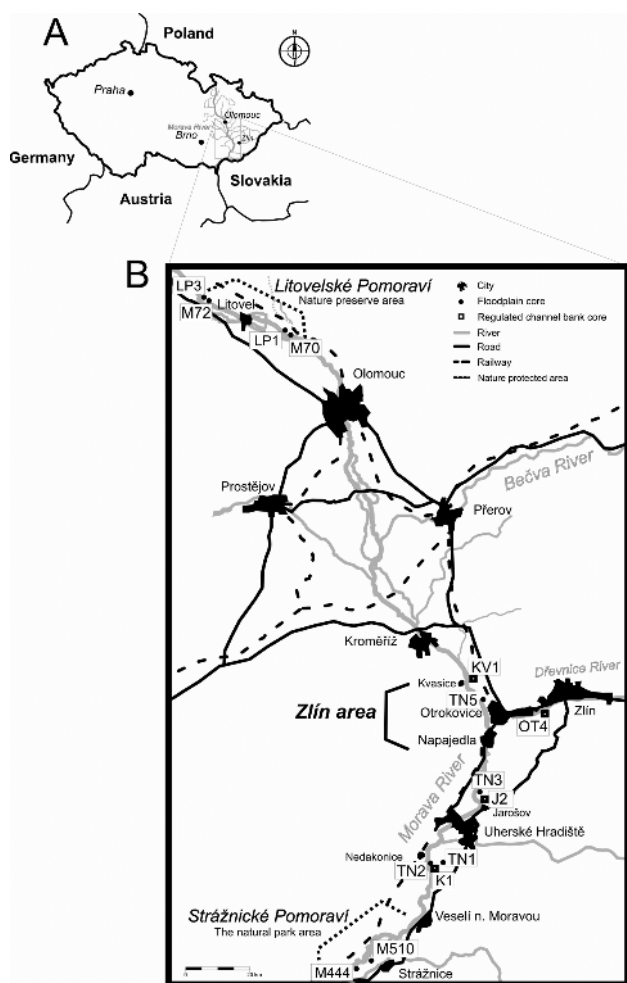 A
Poland
N
Praha
Olomouc
Morava River
Brno
Zlín
Germany
Slovakia
Austria
B
LP3
Litovelské Pomoraví
Nature preserve area
Litovel
M72
LP1
M70
City
Floodplain core
Regulated channel bank core
River
Road
Railway
Nature protected area
Olomouc
Bečva River
Prostějov
Přerov
Kroměříž
KV1
Dřevnice River
Kvasice
TN5
Zlín area
Otrokovice
OT4
Zlín
Napajedla
Morava River
TN3
J2
Jarošov
Uherské Hradiště
Nedakonice
TN2
TN1
K1
Strážnické Pomoraví
The natural park area
Veselí n. Moravou
M510
M444
Strážnice